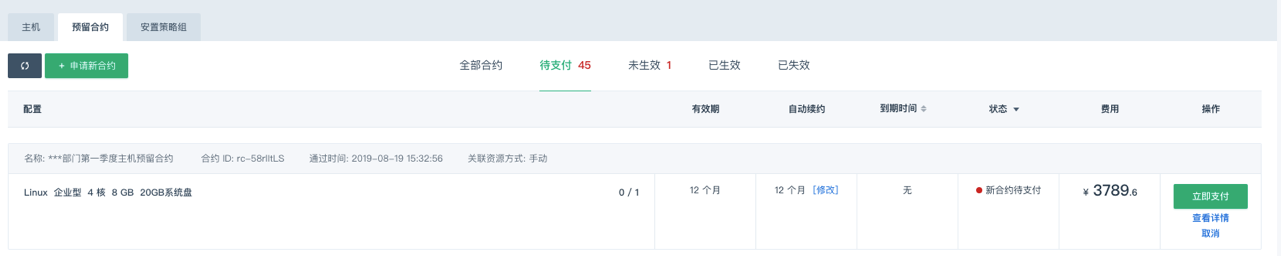 主机 预留合约 安置策略组
+ 申请新合约 全部合约 待支付 45 未生效 1 已生效 已失效
配置 有效期 自动续约 到期时间 状态 费用 操作
名称: ***部门第一季度主机预留合约 合约 ID: rc-58rlltLS 通过时间: 2019-08-19 15:32:56 关联资源方式: 手动
Linux 企业型 4 核 8 GB 20GB系统盘 0 / 1 12 个月 12 个月 [修改] 无 新合约待支付 ¥ 3789.6 立即支付
查看详情
取消